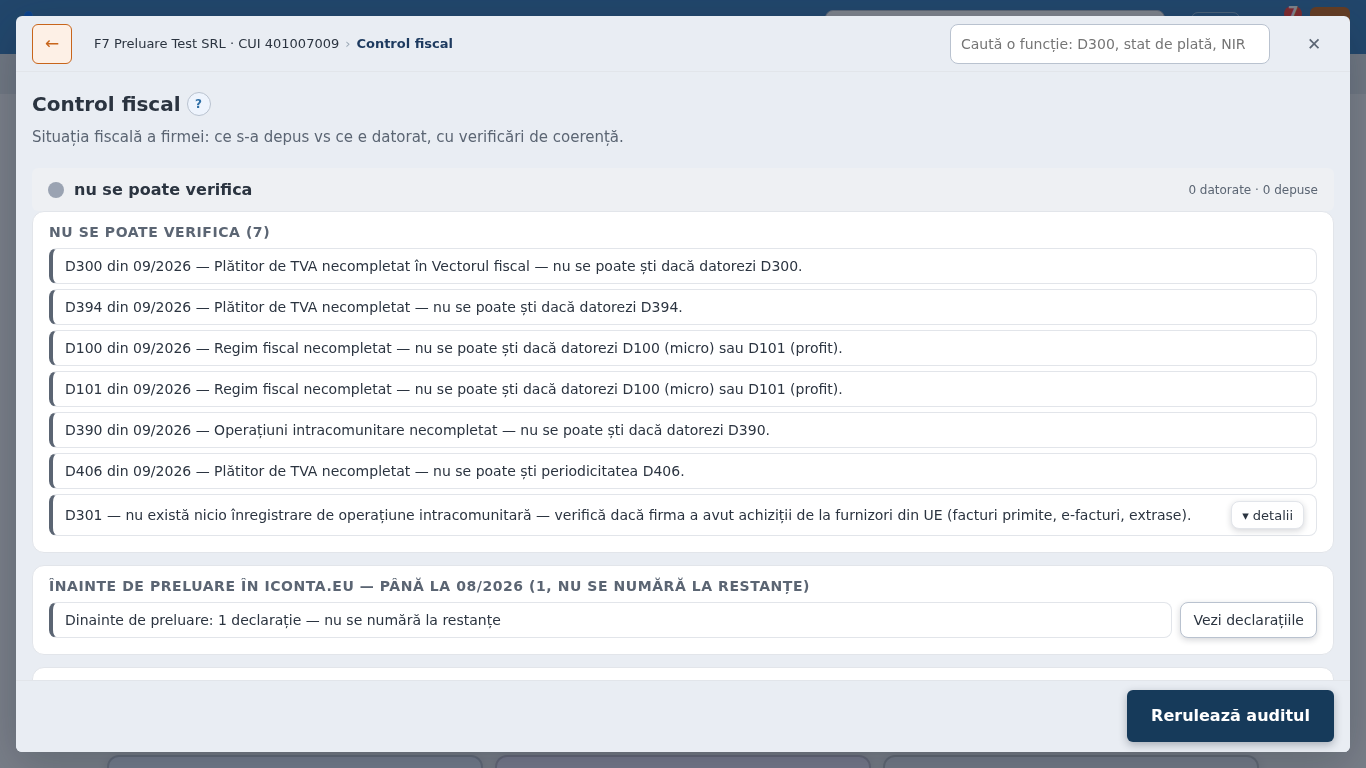 7
←
F7 Preluare Test SRL · CUI 401007009 › Control fiscal
Caută o funcție: D300, stat de plată, NIR
✕
Control fiscal ?
Situația fiscală a firmei: ce s-a depus vs ce e datorat, cu verificări de coerență.
nu se poate verifica
0 datorate · 0 depuse
NU SE POATE VERIFICA (7)
D300 din 09/2026 — Plătitor de TVA necompletat în Vectorul fiscal — nu se poate ști dacă datorezi D300.
D394 din 09/2026 — Plătitor de TVA necompletat — nu se poate ști dacă datorezi D394.
D100 din 09/2026 — Regim fiscal necompletat — nu se poate ști dacă datorezi D100 (micro) sau D101 (profit).
D101 din 09/2026 — Regim fiscal necompletat — nu se poate ști dacă datorezi D100 (micro) sau D101 (profit).
D390 din 09/2026 — Operațiuni intracomunitare necompletat — nu se poate ști dacă datorezi D390.
D406 din 09/2026 — Plătitor de TVA necompletat — nu se poate ști periodicitatea D406.
D301 — nu există nicio înregistrare de operațiune intracomunitară — verifică dacă firma a avut achiziții de la furnizori din UE (facturi primite, e-facturi, extrase).
▾ detalii
ÎNAINTE DE PRELUARE ÎN ICONTA.EU — PÂNĂ LA 08/2026 (1, NU SE NUMĂRĂ LA RESTANȚE)
Dinainte de preluare: 1 declarație — nu se numără la restanțe
Vezi declarațiile
Rerulează auditul